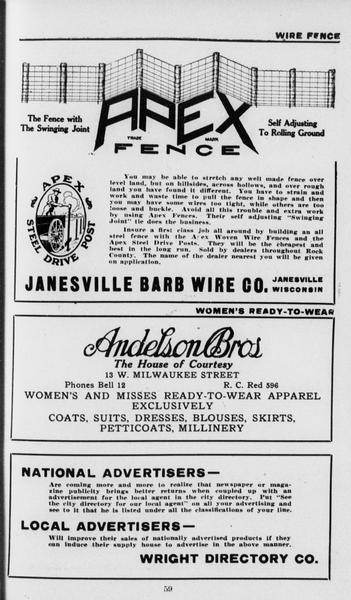 WIRE FENCE
The Fence with
The Swinging Joint
APEX
TRADE MARK
FENCE
Self Adjusting
To Rolling Ground
APEX
STEEL DRIVE POST
You may be able to stretch any well made fence over
level land, but on hillsides, across hollows, and over rough
land you have found it different. You have to strain and
work and waste time to pull the fence in shape and then
you may have some wires too tight, while others are too
loose and buckle. Avoid all this trouble and extra work
by using Apex Fences. Their self adjusting "Swinging
Joint" tie does the business.
Insure a first class job all around by building an all
steel fence with the Apex Woven Wire Fences and the
Apex Steel Drive Posts. They will be the cheapest and
best in the long run. Sold by dealers throughout Rock
County. The name of the dealer nearest you will be given
on application.
JANESVILLE BARB WIRE CO. JANESVILLE
WISCONSIN
WOMEN'S READY-TO-WEAR
Andelson Bros
The House of Courtesy
13 W. MILWAUKEE STREET
Phones Bell 12 R. C. Red 596
WOMEN'S AND MISSES READY-TO-WEAR APPAREL
EXCLUSIVELY
COATS, SUITS, DRESSES, BLOUSES, SKIRTS,
PETTICOATS, MILLINERY
NATIONAL ADVERTISERS—
Are coming more and more to realize that newspaper or maga-
zine publicity brings better returns when coupled up with an
advertisement for the local agent in the city directory. Put "See
the city directory for our local agent" on all your advertising and
see to it that he is listed under all the classifications of your line.
LOCAL ADVERTISERS—
Will improve their sales of nationally advertised products if they
can induce their supply house to advertise in the above manner.
WRIGHT DIRECTORY CO.
59